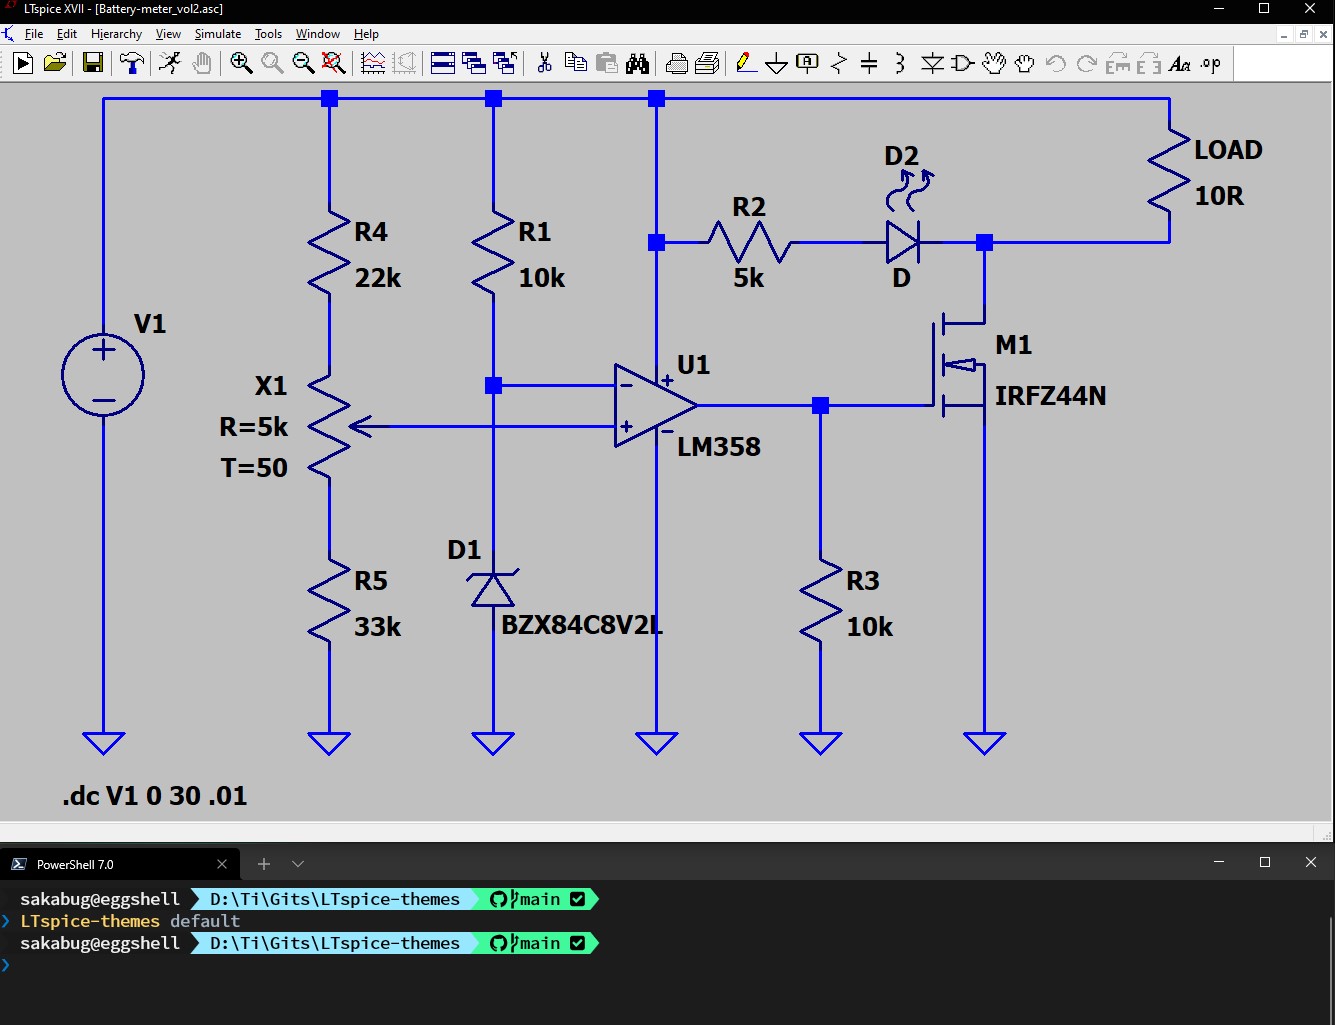 LTspice XVII - [Battery-meter_vol2.asc]
File Edit Hierarchy View Simulate Tools Window Help
A Aa .op
D2
LOAD
10R
R2
R4
22k
R1
10k
5k
D
V1
M1
IRFZ44N
X1
R=5k
T=50
U1
LM358
D1
BZX84C8V2L
R5
33k
R3
10k
.dc V1 0 30 .01
PowerShell 7.0
sakabug@eggshell D:\Ti\Gits\LTspice-themes main
❯ LTspice-themes default
sakabug@eggshell D:\Ti\Gits\LTspice-themes main
❯